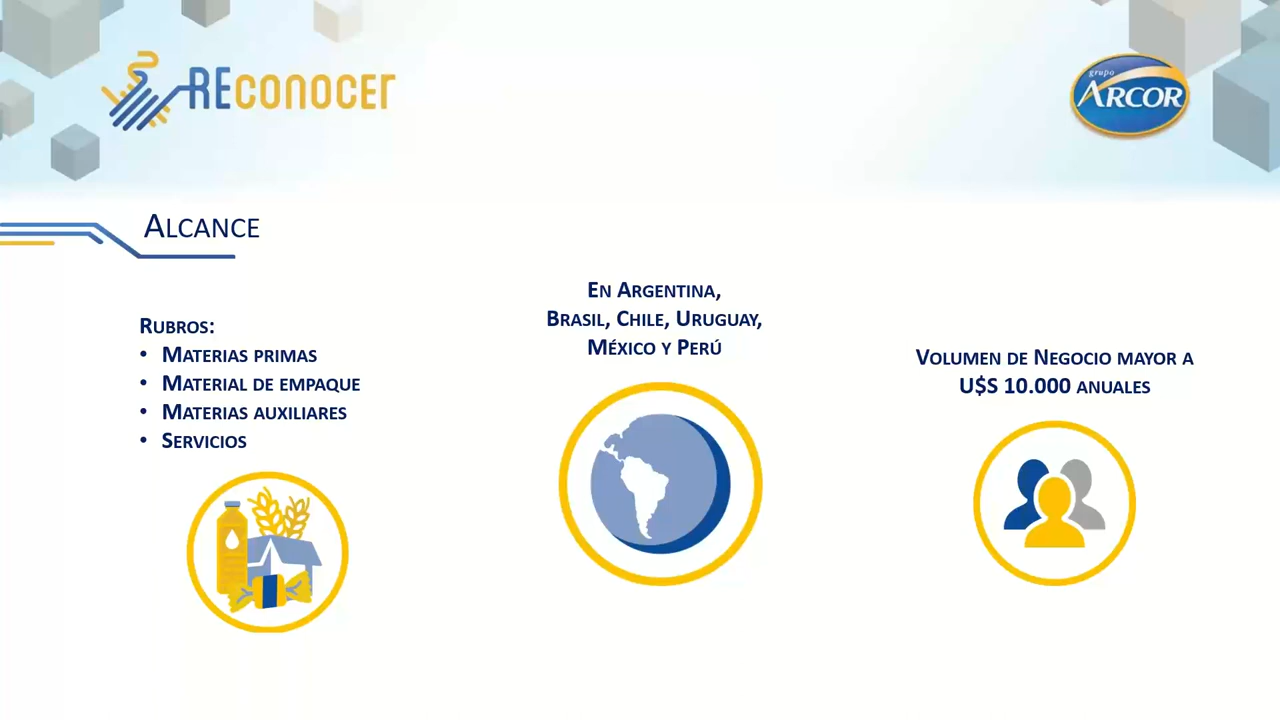 REconocer
grupo
ARCOR
Alcance
Rubros:
• Materias primas
• Material de empaque
• Materias auxiliares
• Servicios
En Argentina,
Brasil, Chile, Uruguay,
México y Perú
Volumen de Negocio mayor a
U$S 10.000 anuales